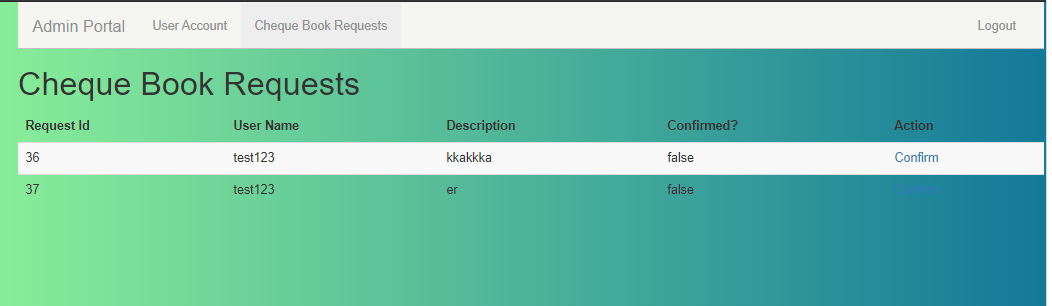 Admin Portal User Account Cheque Book Requests Logout
Cheque Book Requests
Request Id User Name Description Confirmed? Action
36 test123 kkakkka false Confirm
37 test123 er false